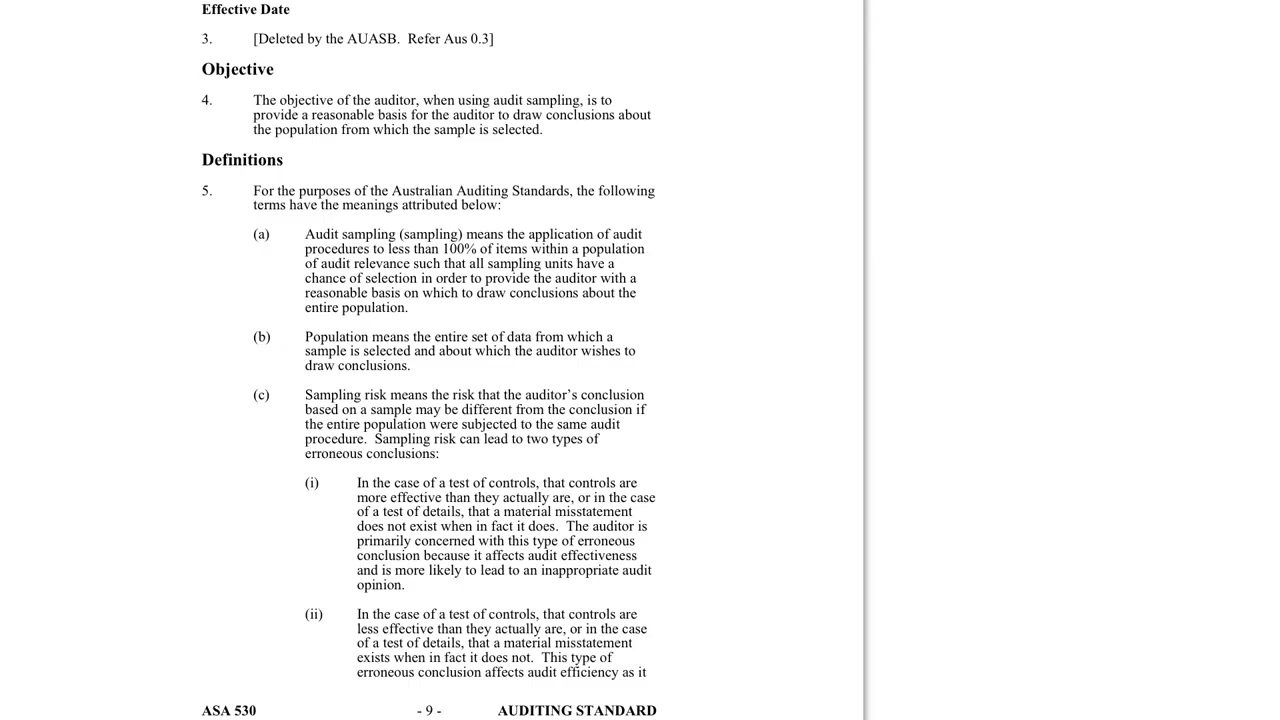 Effective Date
3. [Deleted by the AUASB. Refer Aus 0.3]
Objective
4. The objective of the auditor, when using audit sampling, is to
provide a reasonable basis for the auditor to draw conclusions about
the population from which the sample is selected.
Definitions
5. For the purposes of the Australian Auditing Standards, the following
terms have the meanings attributed below:
(a) Audit sampling (sampling) means the application of audit
procedures to less than 100% of items within a population
of audit relevance such that all sampling units have a
chance of selection in order to provide the auditor with a
reasonable basis on which to draw conclusions about the
entire population.
(b) Population means the entire set of data from which a
sample is selected and about which the auditor wishes to
draw conclusions.
(c) Sampling risk means the risk that the auditor’s conclusion
based on a sample may be different from the conclusion if
the entire population were subjected to the same audit
procedure. Sampling risk can lead to two types of
erroneous conclusions:
(i) In the case of a test of controls, that controls are
more effective than they actually are, or in the case
of a test of details, that a material misstatement
does not exist when in fact it does. The auditor is
primarily concerned with this type of erroneous
conclusion because it affects audit effectiveness
and is more likely to lead to an inappropriate audit
opinion.
(ii) In the case of a test of controls, that controls are
less effective than they actually are, or in the case
of a test of details, that a material misstatement
exists when in fact it does not. This type of
erroneous conclusion affects audit efficiency as it
ASA 530 - 9 - AUDITING STANDARD